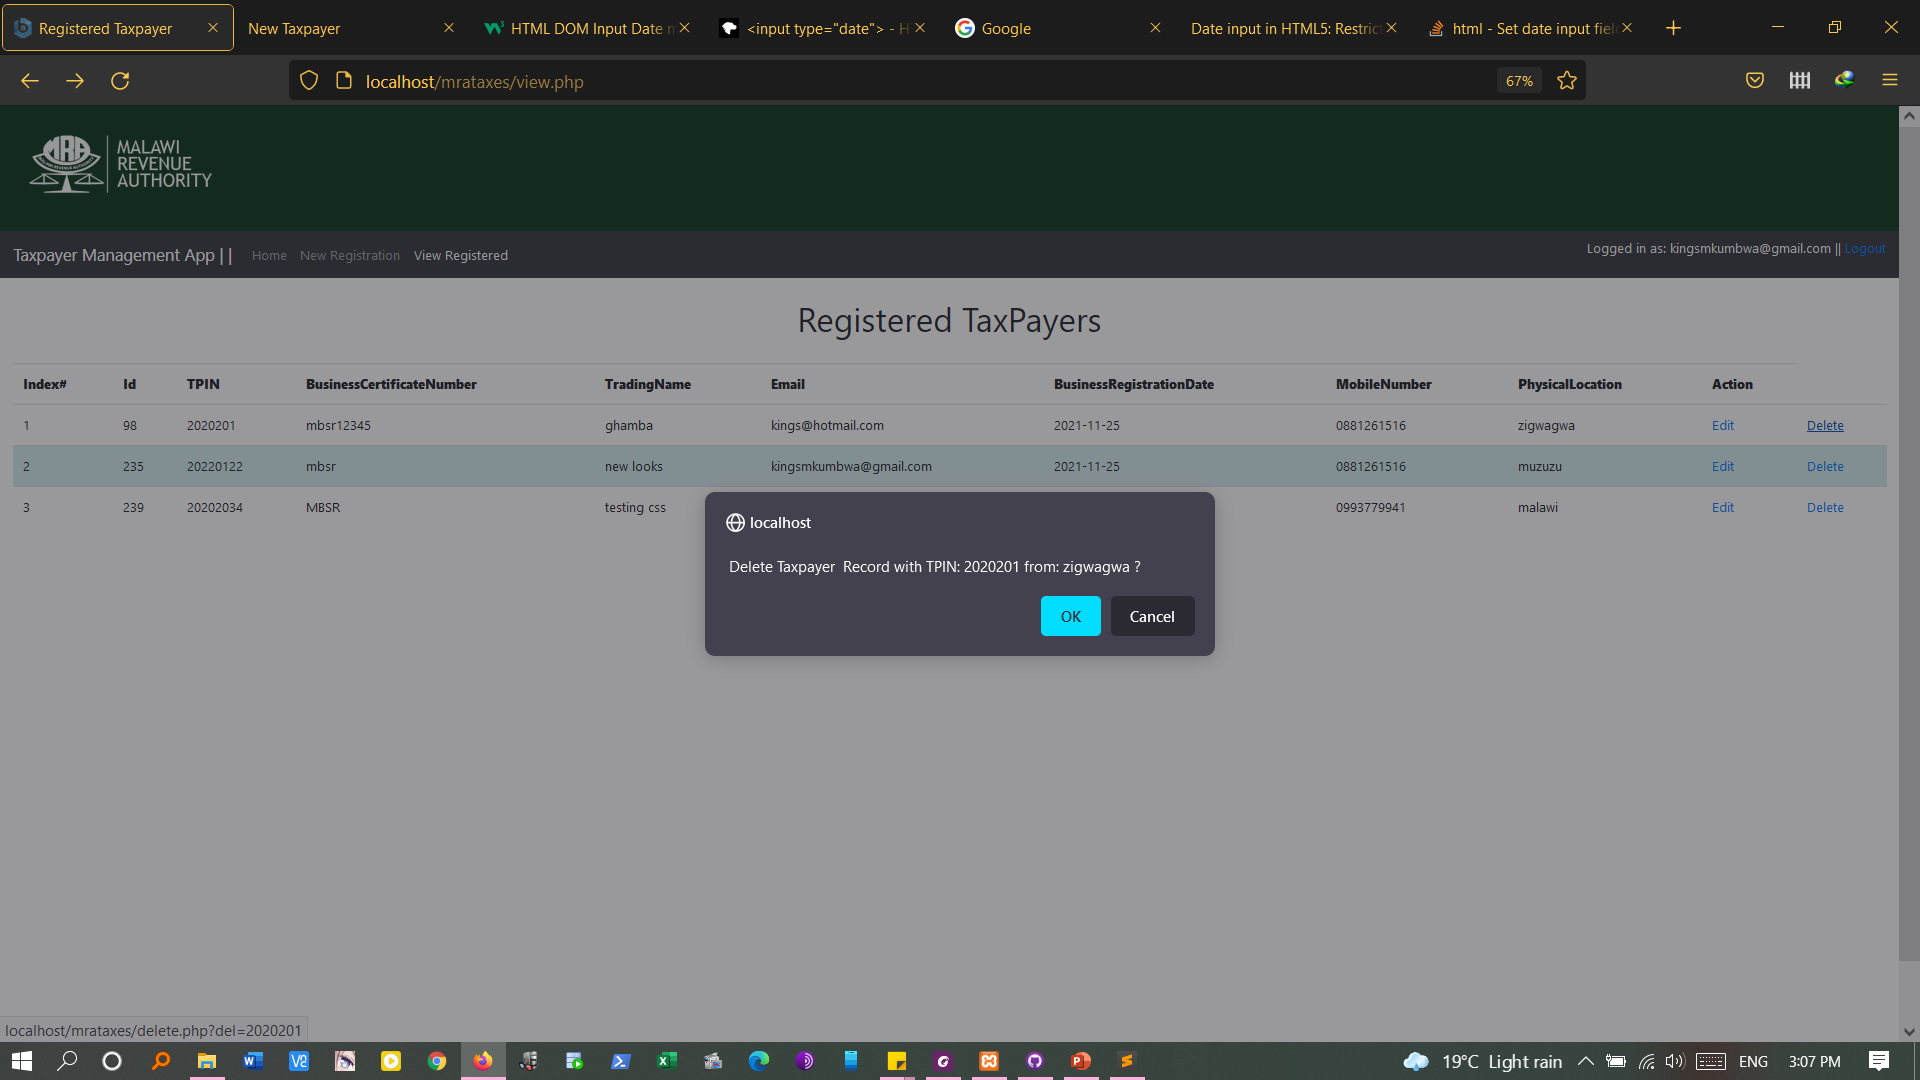 Registered Taxpayer
New Taxpayer
HTML DOM Input Date
<input type="date"> - H
Google
Date input in HTML5: Restric
html - Set date input fiel
localhost/mrataxes/view.php
67%
MRA
MALAWI
REVENUE
AUTHORITY
Taxpayer Management App || Home New Registration View Registered
Logged in as: kingsmkumbwa@gmail.com || Logout
Registered TaxPayers
Index# Id TPIN BusinessCertificateNumber TradingName Email BusinessRegistrationDate MobileNumber PhysicalLocation Action
1 98 2020201 mbsr12345 ghamba kings@hotmail.com 2021-11-25 0881261516 zigwagwa Edit Delete
2 235 20220122 mbsr new looks kingsmkumbwa@gmail.com 2021-11-25 0881261516 muzuzu Edit Delete
3 239 20202034 MBSR testing css 0993779941 malawi Edit Delete
localhost
Delete Taxpayer Record with TPIN: 2020201 from: zigwagwa ?
OK Cancel
localhost/mrataxes/delete.php?del=2020201
19°C Light rain
ENG
3:07 PM